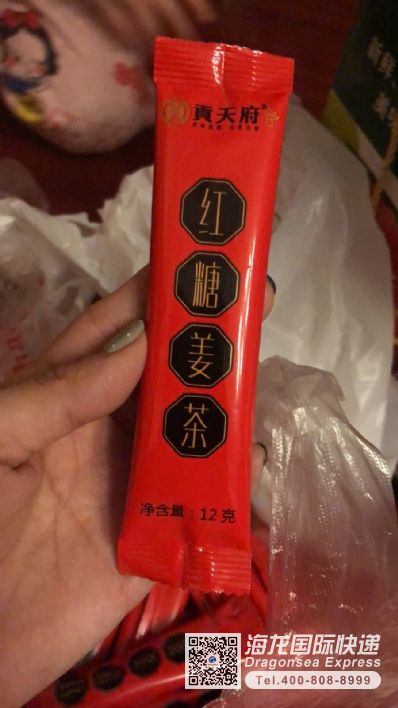 貢天府
红
糖
姜
茶
净含量：12克
海龙国际快递
Dragonsea Express
Tel.400-808-8999